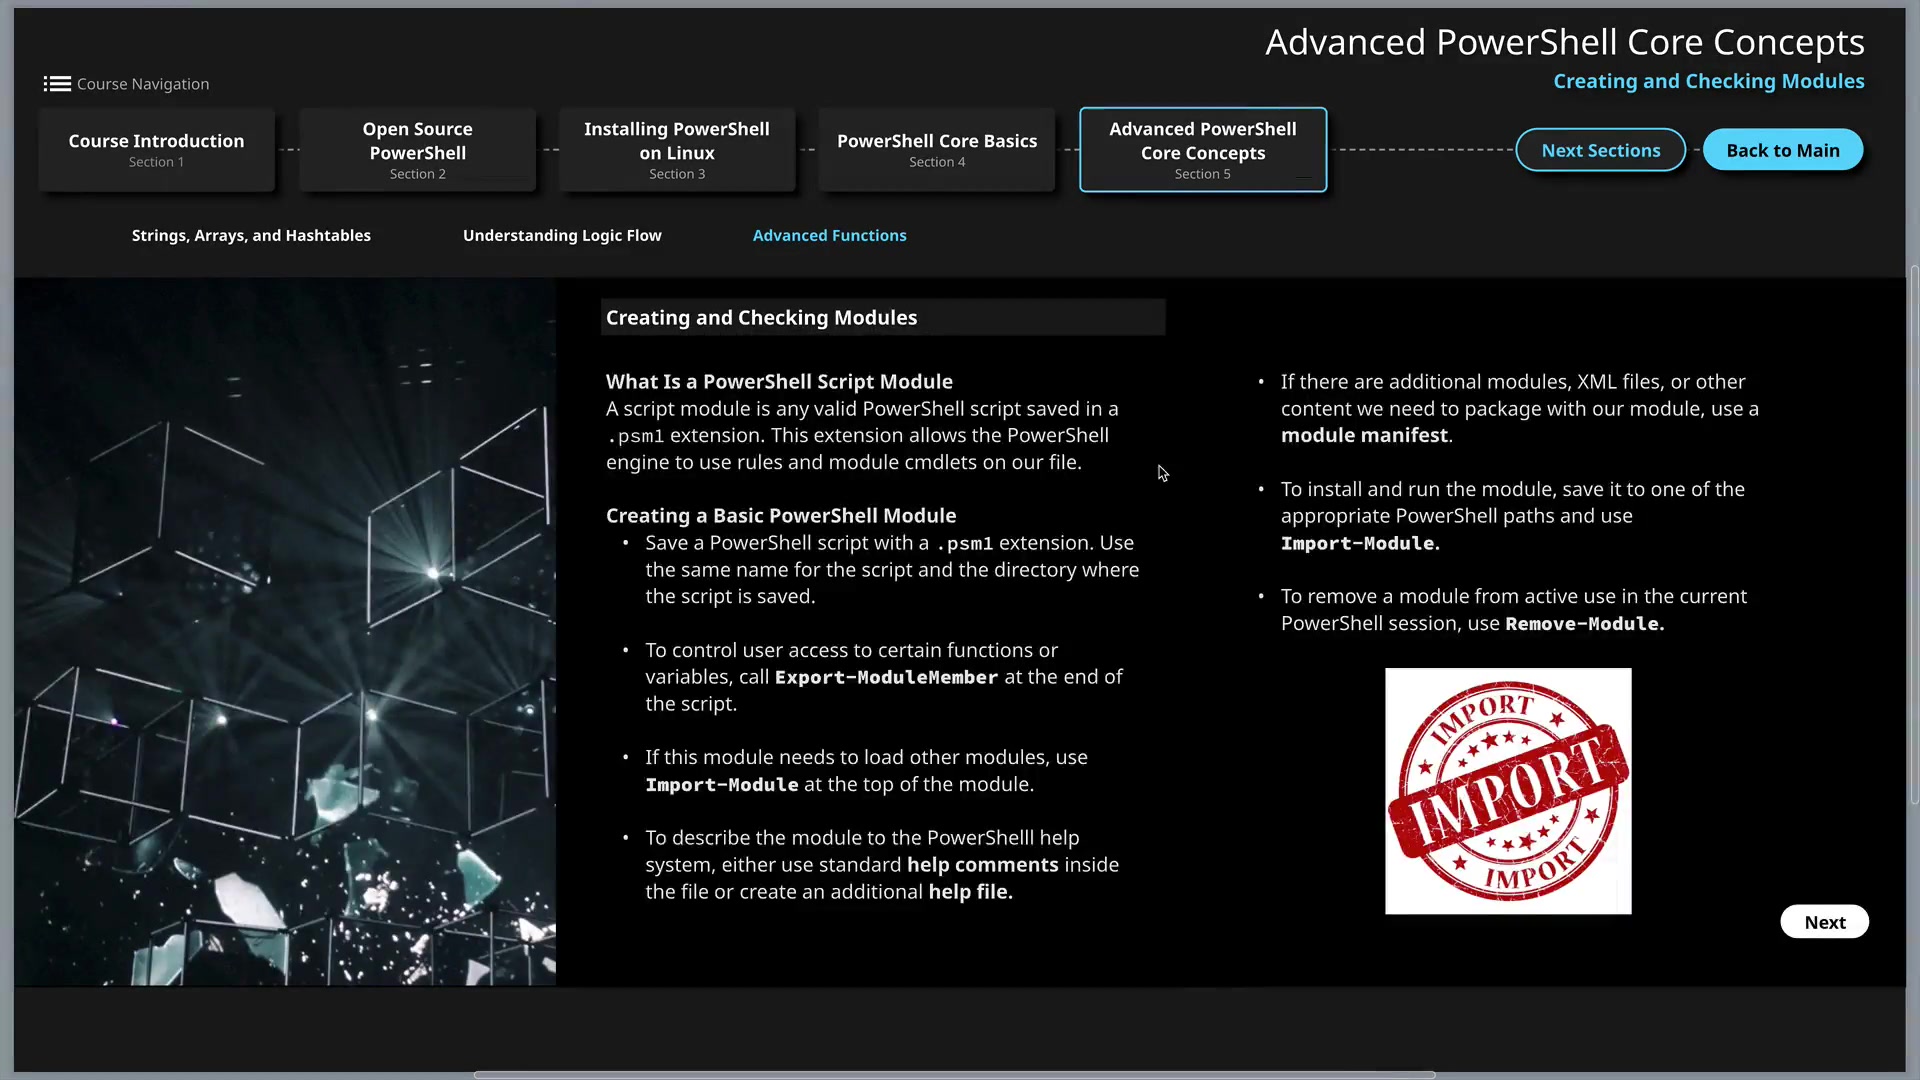 Advanced PowerShell Core Concepts
Creating and Checking Modules
Course Navigation
Course Introduction
Section 1
Open Source
PowerShell
Section 2
Installing PowerShell
on Linux
Section 3
PowerShell Core Basics
Section 4
Advanced PowerShell
Core Concepts
Section 5
Next Sections
Back to Main
Strings, Arrays, and Hashtables
Understanding Logic Flow
Advanced Functions
Creating and Checking Modules
What Is a PowerShell Script Module
A script module is any valid PowerShell script saved in a
.psm1 extension. This extension allows the PowerShell
engine to use rules and module cmdlets on our file.
Creating a Basic PowerShell Module
• Save a PowerShell script with a .psm1 extension. Use
the same name for the script and the directory where
the script is saved.
• To control user access to certain functions or
variables, call Export-ModuleMember at the end of
the script.
• If this module needs to load other modules, use
Import-Module at the top of the module.
• To describe the module to the PowerShelll help
system, either use standard help comments inside
the file or create an additional help file.
• If there are additional modules, XML files, or other
content we need to package with our module, use a
module manifest.
• To install and run the module, save it to one of the
appropriate PowerShell paths and use
Import-Module.
• To remove a module from active use in the current
PowerShell session, use Remove-Module.
IMPORT
IMPORT
IMPORT
Next